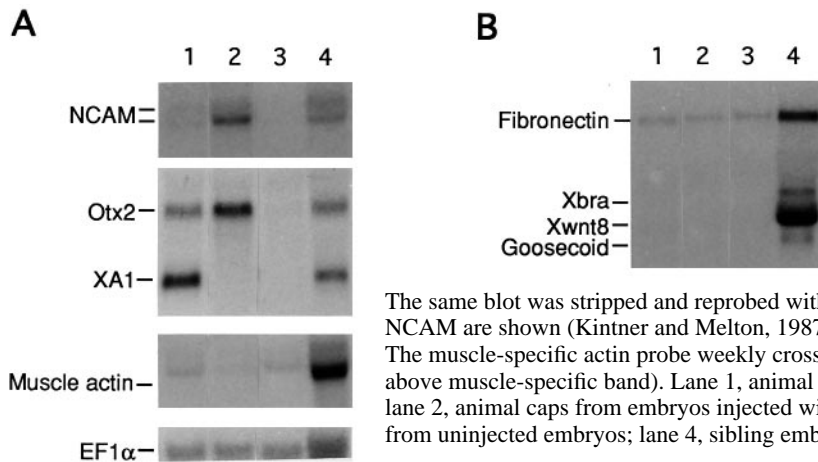 A
B
1 2 3 4
1 2 3 4
NCAM
Fibronectin
Otx2
Xbra
Xwnt8
Goosecoid
XA1
The same blot was stripped and reprobed with
NCAM are shown (Kintner and Melton, 1987
The muscle-specific actin probe weekly cross
above muscle-specific band). Lane 1, animal
lane 2, animal caps from embryos injected wi
from uninjected embryos; lane 4, sibling emb
Muscle actin
EF1α